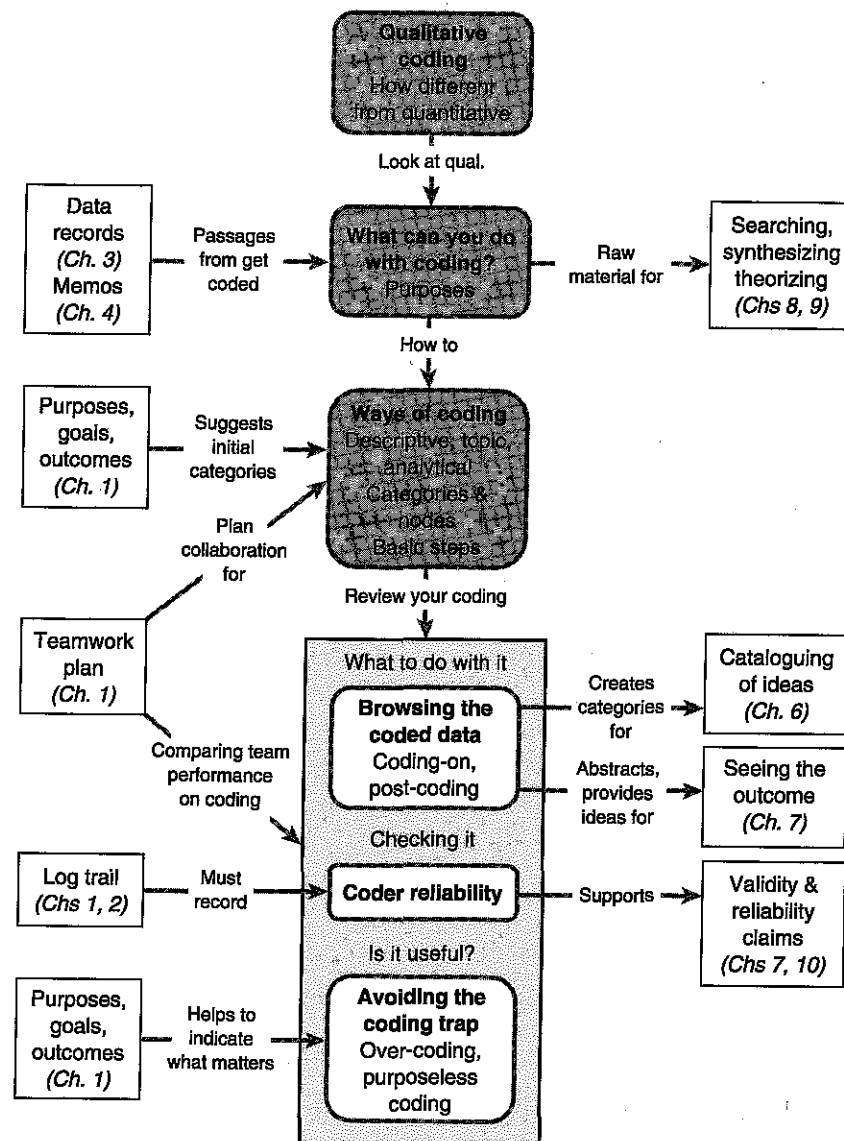 Qualitative
coding
How different
from quantitative
Look at qual.
Data
records
(Ch. 3)
Memos
(Ch. 4)
Passages
from get
coded
What can you do
with coding?
Purposes
Raw
material for
Searching,
synthesizing
theorizing
(Chs 8, 9)
How to
Purposes,
goals,
outcomes
(Ch. 1)
Suggests
initial
categories
Ways of coding
Descriptive, topic,
analytical
Categories &
nodes
Basic steps
Plan
collaboration
for
Review your coding
Teamwork
plan
(Ch. 1)
Comparing team
performance
on coding
What to do with it
Browsing the
coded data
Coding-on,
post-coding
Creates
categories
for
Cataloguing
of ideas
(Ch. 6)
Abstracts,
provides
ideas for
Seeing the
outcome
(Ch. 7)
Checking it
Log trail
(Chs 1, 2)
Must
record
Coder reliability
Supports
Validity &
reliability
claims
(Chs 7, 10)
Is it useful?
Purposes,
goals,
outcomes
(Ch. 1)
Helps to
indicate
what matters
Avoiding the
coding trap
Over-coding,
purposeless
coding